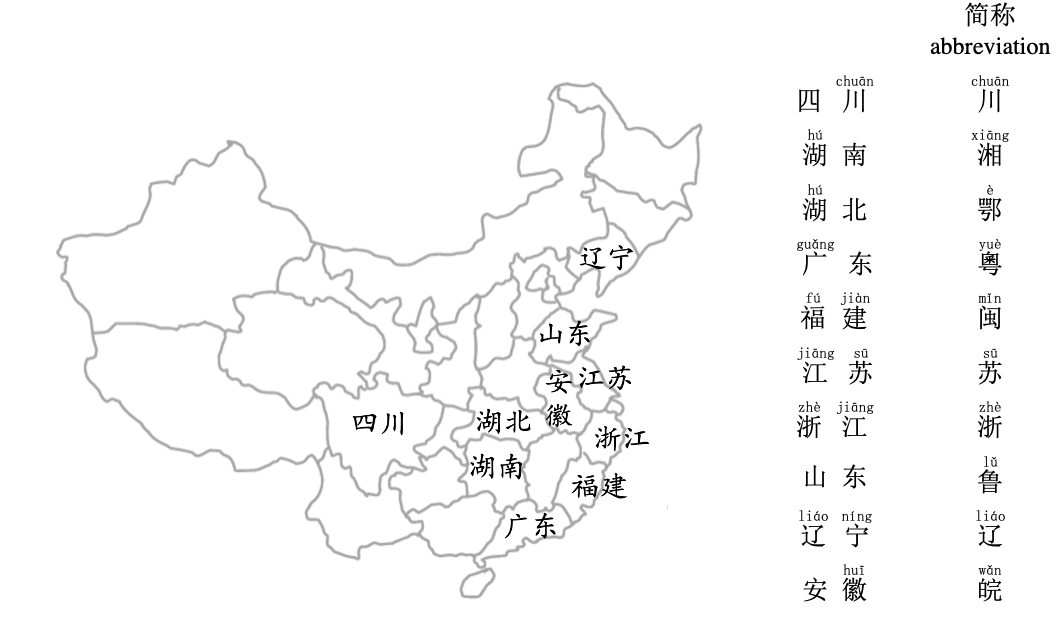 辽宁
山东
安徽
江苏
四川
湖北
浙江
湖南
福建
广东
简称
abbreviation
chuān chuān
四川 川
hú xiāng
湖南 湘
hú è
湖北 鄂
guǎng yuè
广东 粤
fú jiàn mǐn
福建 闽
jiāng sū sū
江苏 苏
zhè jiāng zhè
浙江 浙
lǔ
山东 鲁
liáo níng liáo
辽宁 辽
huī wǎn
安徽 皖